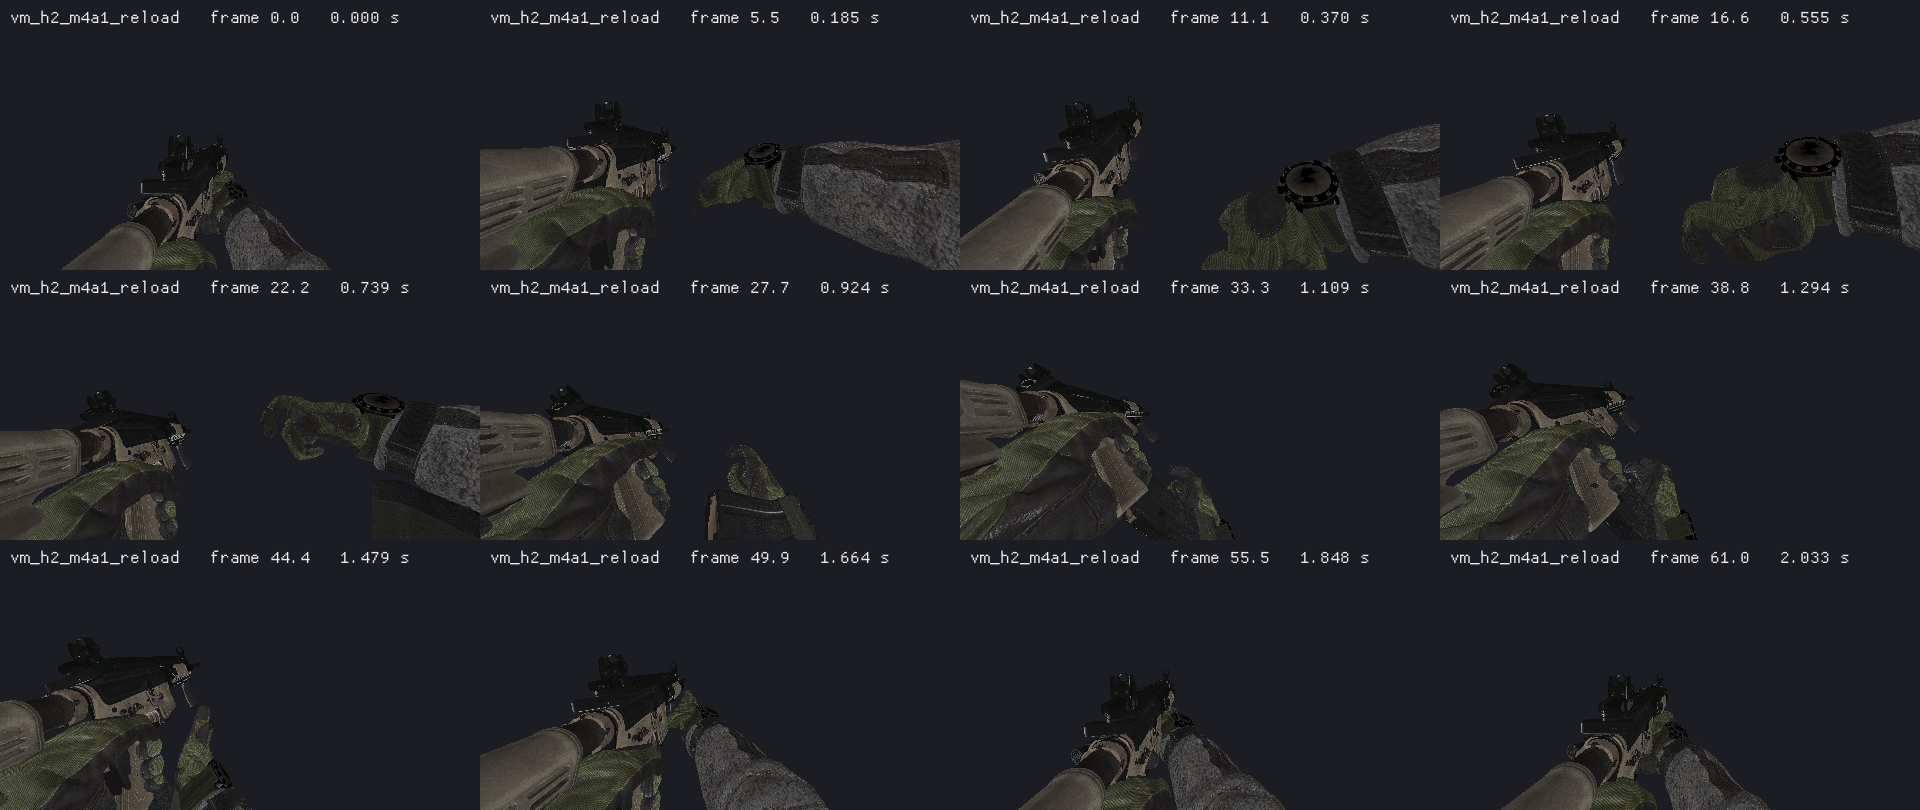 vm_h2_m4a1_reload frame 0.0 0.000 s
vm_h2_m4a1_reload frame 5.5 0.185 s
vm_h2_m4a1_reload frame 11.1 0.370 s
vm_h2_m4a1_reload frame 16.6 0.555 s
vm_h2_m4a1_reload frame 22.2 0.739 s
vm_h2_m4a1_reload frame 27.7 0.924 s
vm_h2_m4a1_reload frame 33.3 1.109 s
vm_h2_m4a1_reload frame 38.8 1.294 s
vm_h2_m4a1_reload frame 44.4 1.479 s
vm_h2_m4a1_reload frame 49.9 1.664 s
vm_h2_m4a1_reload frame 55.5 1.848 s
vm_h2_m4a1_reload frame 61.0 2.033 s